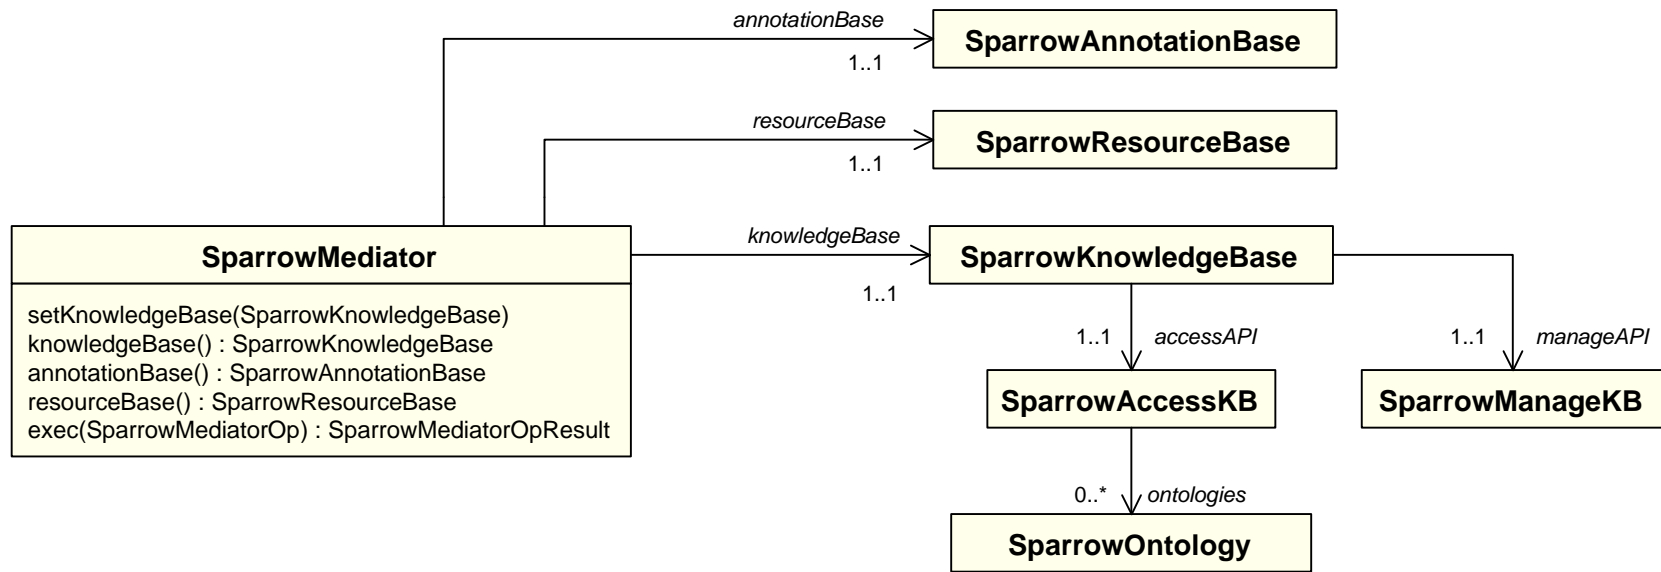 annotationBase
1..1
SparrowAnnotationBase
resourceBase
1..1
SparrowResourceBase
SparrowMediator
setKnowledgeBase(SparrowKnowledgeBase)
knowledgeBase() : SparrowKnowledgeBase
annotationBase() : SparrowAnnotationBase
resourceBase() : SparrowResourceBase
exec(SparrowMediatorOp) : SparrowMediatorOpResult
knowledgeBase
1..1
SparrowKnowledgeBase
1..1 accessAPI
1..1 manageAPI
SparrowAccessKB
SparrowManageKB
0..* ontologies
SparrowOntology